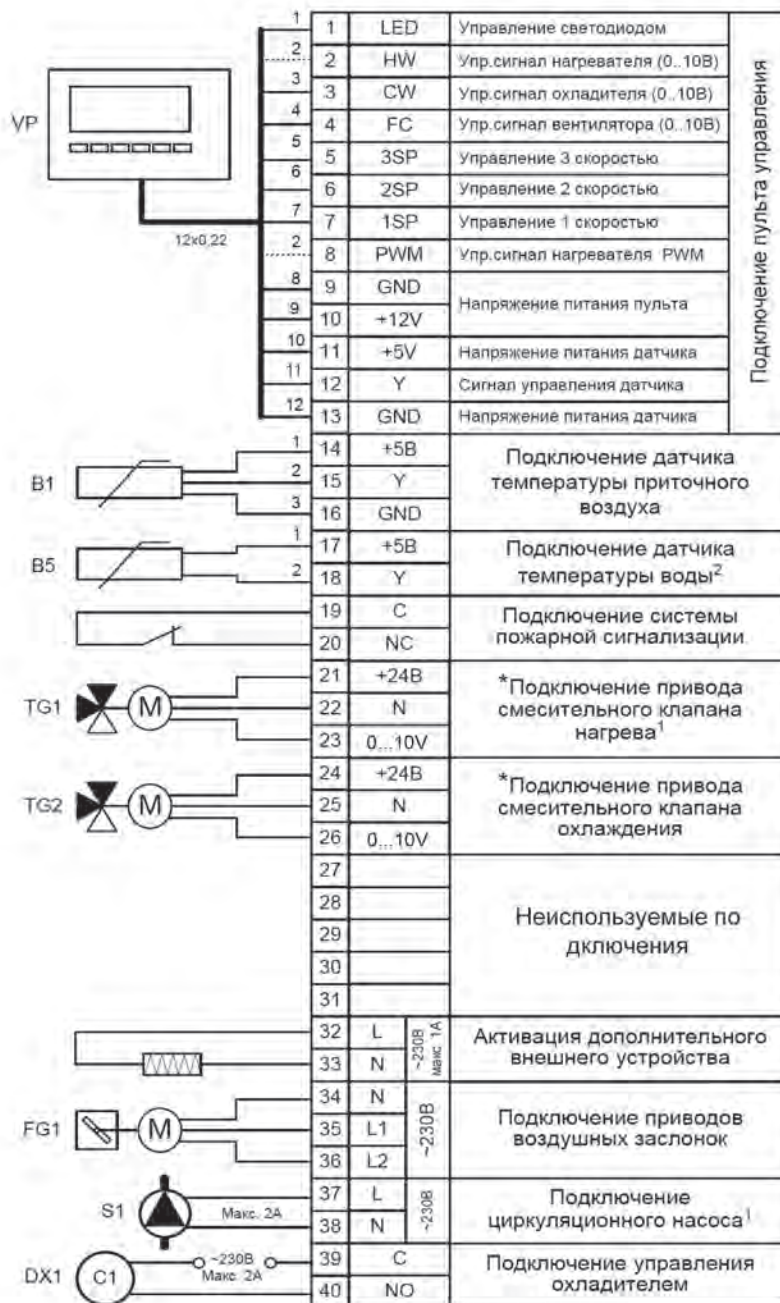 VP
12x0,22
1 1 LED Управление светодиодом
2 2 HW Упр.сигнал нагревателя (0..10В)
3 3 CW Упр.сигнал охладителя (0..10В)
4 4 FC Упр.сигнал вентилятора (0..10В)
5 5 3SP Управление 3 скоростью
6 6 2SP Управление 2 скоростью
7 7 1SP Управление 1 скоростью
2 8 PWM Упр.сигнал нагревателя PWM
8 9 GND
Напряжение питания пульта
9 10 +12V
10 11 +5V Напряжение питания датчика
11 12 Y Сигнал управления датчика
12 13 GND Напряжение питания датчика
Подключение пульта управления
B1
1 14 +5В
2 15 Y
3 16 GND
Подключение датчика
температуры приточного
воздуха
B5
1 17 +5В
2 18 Y
Подключение датчика
температуры воды²
19 C
20 NC
Подключение системы
пожарной сигнализации
TG1 M
21 +24В
22 N
23 0...10V
*Подключение привода
смесительного клапана
нагрева¹
TG2 M
24 +24В
25 N
26 0...10V
*Подключение привода
смесительного клапана
охлаждения
27
28
29
30
31
Неиспользуемые по
дключения
32 L
33 N
~230В
макс. 1А
Активация дополнительного
внешнего устройства
FG1 M
34 N
35 L1
36 L2
~230В
Подключение приводов
воздушных заслонок
S1 Макс. 2А
37 L
38 N
~230В
Подключение
циркуляционного насоса¹
DX1 C1
~230В
Макс. 2А
39 C
40 NO
Подключение управления
охладителем